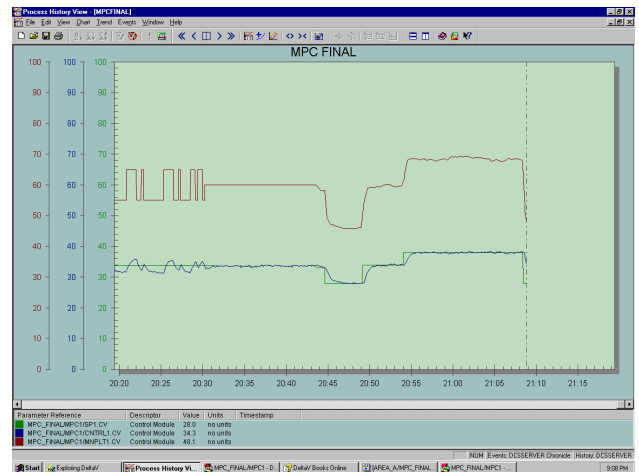 Process History View - [MPCFINAL]
File Edit View Chart Trend Events Window Help
MPC FINAL
100 100 100
90 90 90
80 80 80
70 70 70
60 60 60
50 50 50
40 40 40
30 30 30
20 20 20
10 10 10
0 0 0
20:20 20:25 20:30 20:35 20:40 20:45 20:50 20:55 21:00 21:05 21:10 21:15
Parameter Reference Descriptor Value Units Timestamp
MPC_FINAL/MPC1/SP1.CV Control Module 28.0 no units
MPC_FINAL/MPC1/CNTRL1.CV Control Module 34.3 no units
MPC_FINAL/MPC1/MNPLT1.CV Control Module 48.1 no units
NUM Events: DCSSERVER Chronicle History: DCSSERVER
Start Exploring DeltaV Process History Vi... MPC_FINAL/MPC1 - D... DeltaV Books Online [AREA_A/MPC_FINAL... MPC_FINAL/MPC1 -... 9:08 PM